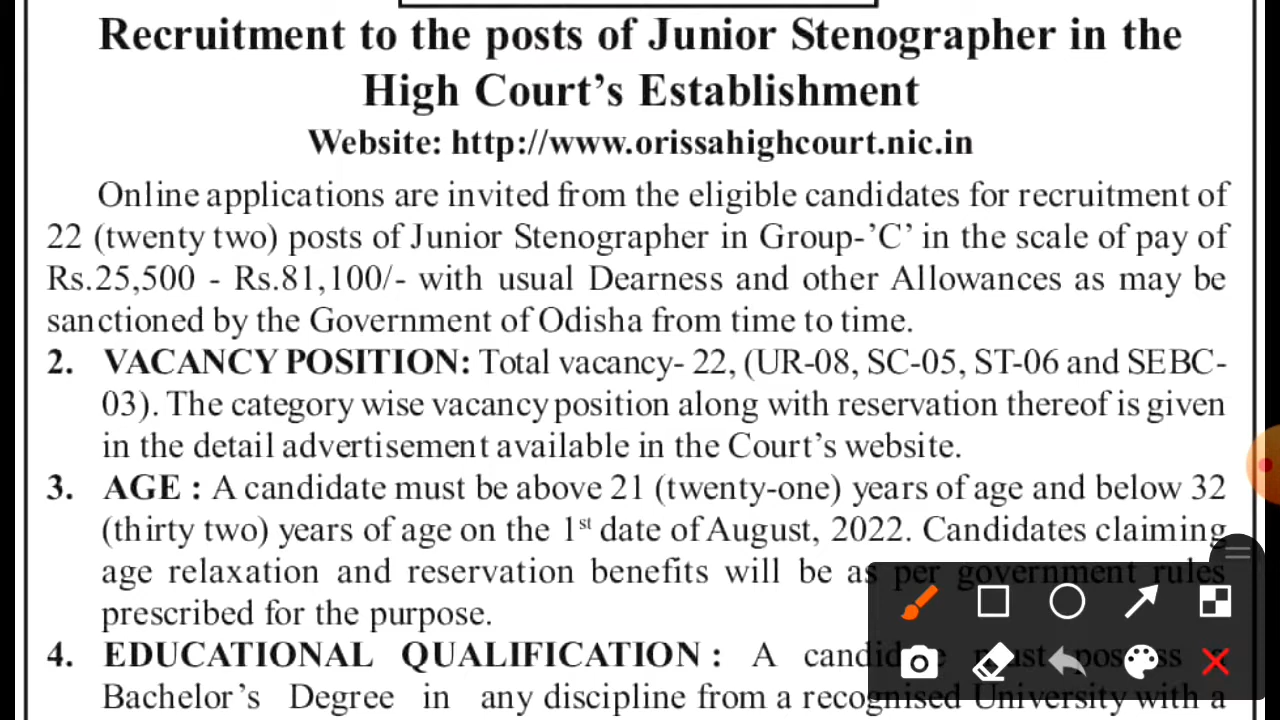 Recruitment to the posts of Junior Stenographer in the
High Court's Establishment
Website: http://www.orissahighcourt.nic.in
Online applications are invited from the eligible candidates for recruitment of
22 (twenty two) posts of Junior Stenographer in Group-'C' in the scale of pay of
Rs.25,500 - Rs.81,100/- with usual Dearness and other Allowances as may be
sanctioned by the Government of Odisha from time to time.
2. VACANCY POSITION: Total vacancy- 22, (UR-08, SC-05, ST-06 and SEBC-
03). The category wise vacancy position along with reservation thereof is given
in the detail advertisement available in the Court's website.
3. AGE : A candidate must be above 21 (twenty-one) years of age and below 32
(thirty two) years of age on the 1st date of August, 2022. Candidates claiming
age relaxation and reservation benefits will be as per government rules
prescribed for the purpose.
4. EDUCATIONAL QUALIFICATION : A candidate must possess a
Bachelor's Degree in any discipline from a recognised University with a